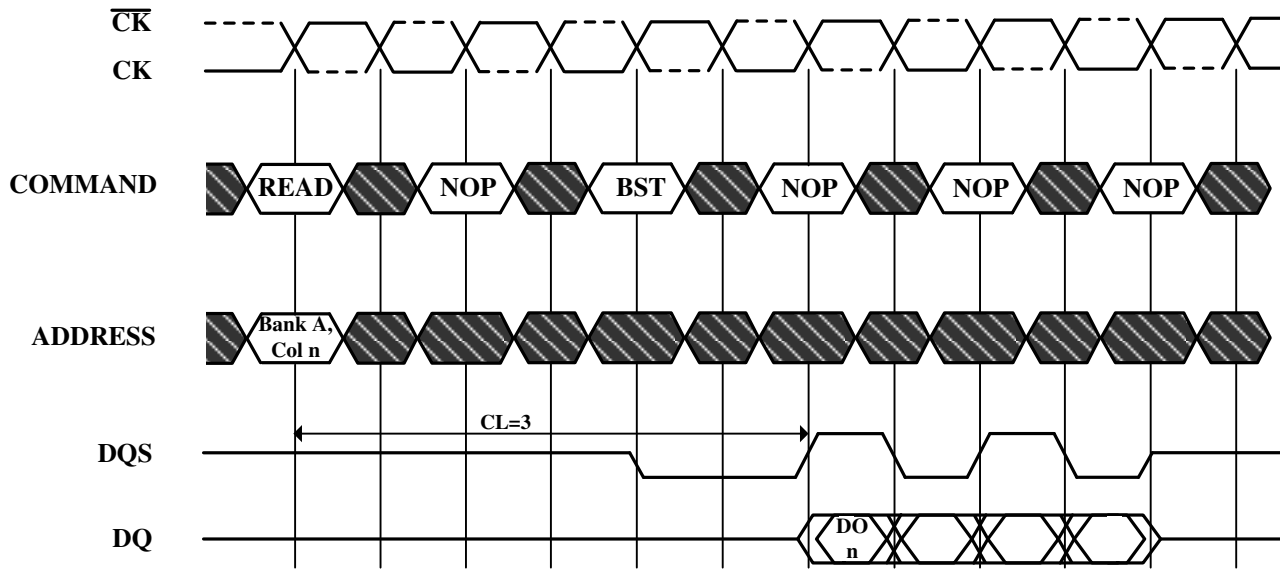 CK
CK
COMMAND READ NOP BST NOP NOP NOP
ADDRESS Bank A,
Col n
CL=3
DQS
DQ DO
n